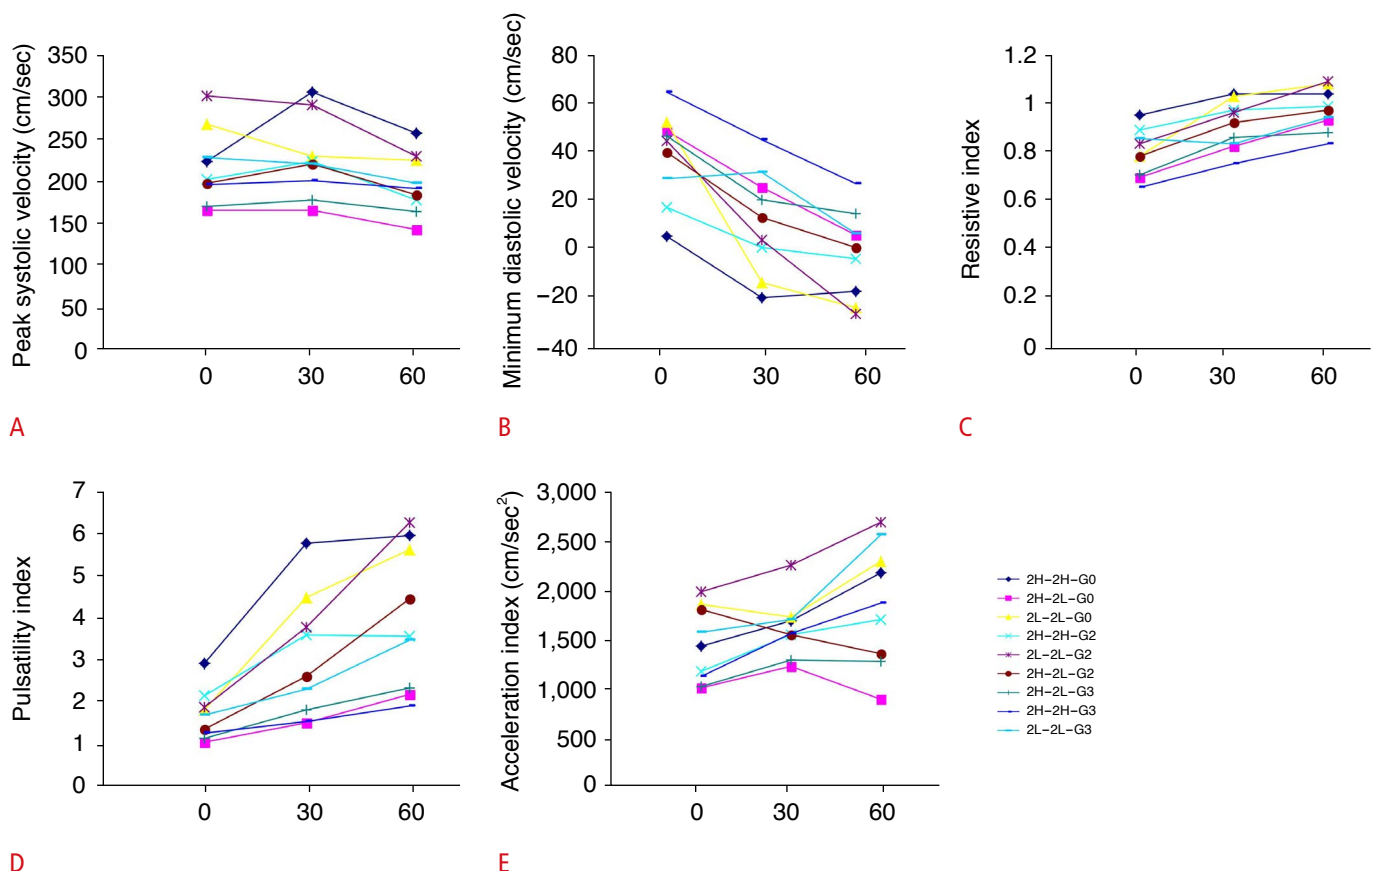 Peak systolic velocity (cm/sec)
350
300
250
200
150
100
50
0
0 30 60
A
Minimum diastolic velocity (cm/sec)
80
60
40
20
0
−20
−40
0 30 60
B
Resistive index
1.2
1
0.8
0.6
0.4
0.2
0
0 30 60
C
Pulsatility index
7
6
5
4
3
2
1
0
0 30 60
D
Acceleration index (cm/sec²)
3,000
2,500
2,000
1,500
1,000
500
0
0 30 60
E
2H−2H−G0
2H−2L−G0
2L−2L−G0
2H−2H−G2
2L−2L−G2
2H−2L−G2
2H−2L−G3
2H−2H−G3
2L−2L−G3